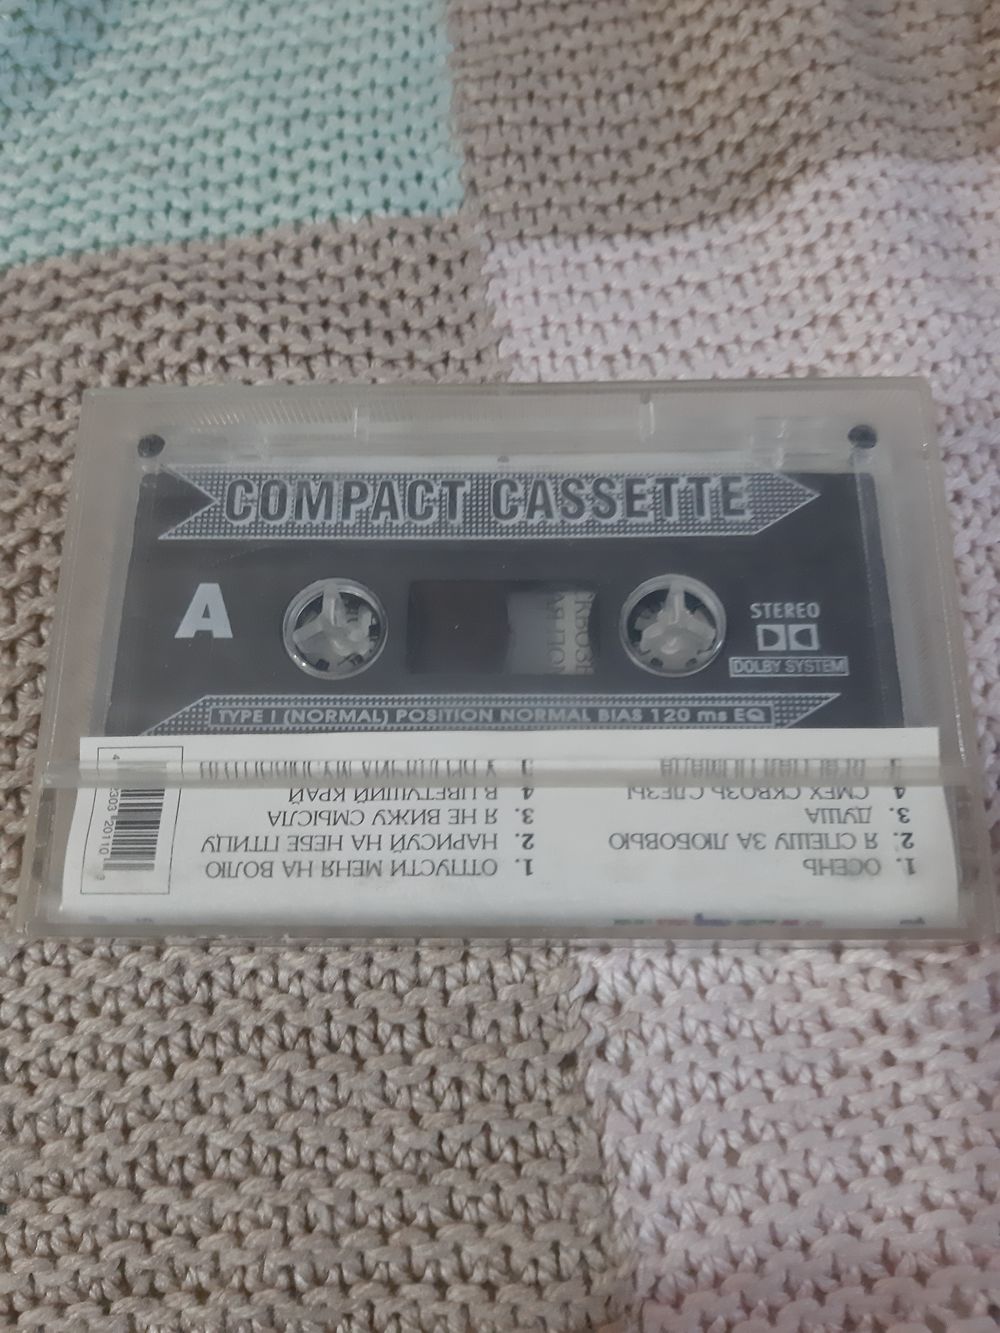 COMPACT CASSETTE
A
STEREO
DOLBY SYSTEM
TYPE I (NORMAL) POSITION NORMAL BIAS 120 ms EQ
1. ОСЕНЬ
2. Я СПЕШУ ЗА ЛЮБОВЬЮ
3. ДУША
4. СМЕХ СКВОЗЬ СЛЕЗЫ
1. ОТПУСТИ МЕНЯ НА ВОЛЮ
2. НАРИСУЙ НА НЕБЕ ПТИЦУ
3. Я НЕ ВИЖУ СМЫСЛА
4. В ЦВЕТУЩИЙ КРАЙ